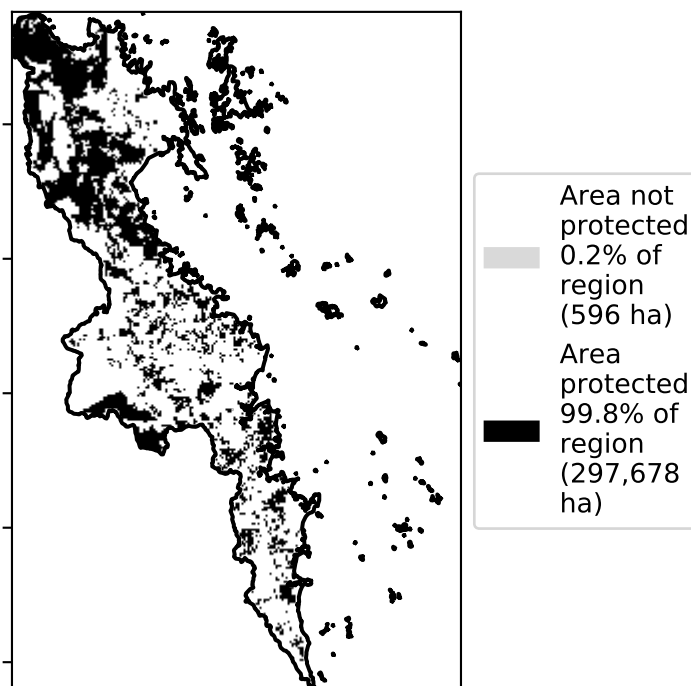 Area not
protected
0.2% of
region
(596 ha)
Area
protected
99.8% of
region
(297,678
ha)